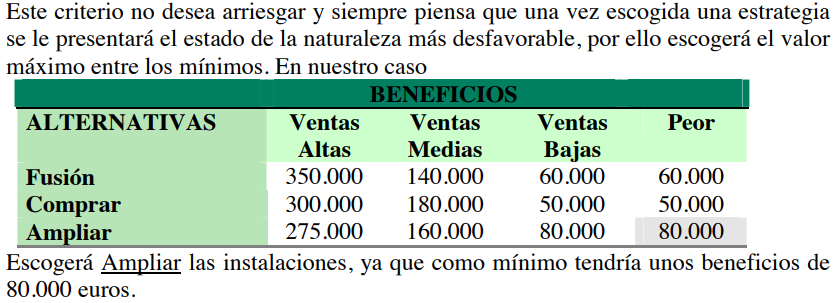 Este criterio no desea arriesgar y siempre piensa que una vez escogida una estrategia
se le presentará el estado de la naturaleza más desfavorable, por ello escogerá el valor
máximo entre los mínimos. En nuestro caso
BENEFICIOS
ALTERNATIVAS Ventas Ventas Ventas Peor
Altas Medias Bajas
Fusión 350.000 140.000 60.000 60.000
Comprar 300.000 180.000 50.000 50.000
Ampliar 275.000 160.000 80.000 80.000
Escogerá Ampliar las instalaciones, ya que como mínimo tendría unos beneficios de
80.000 euros.